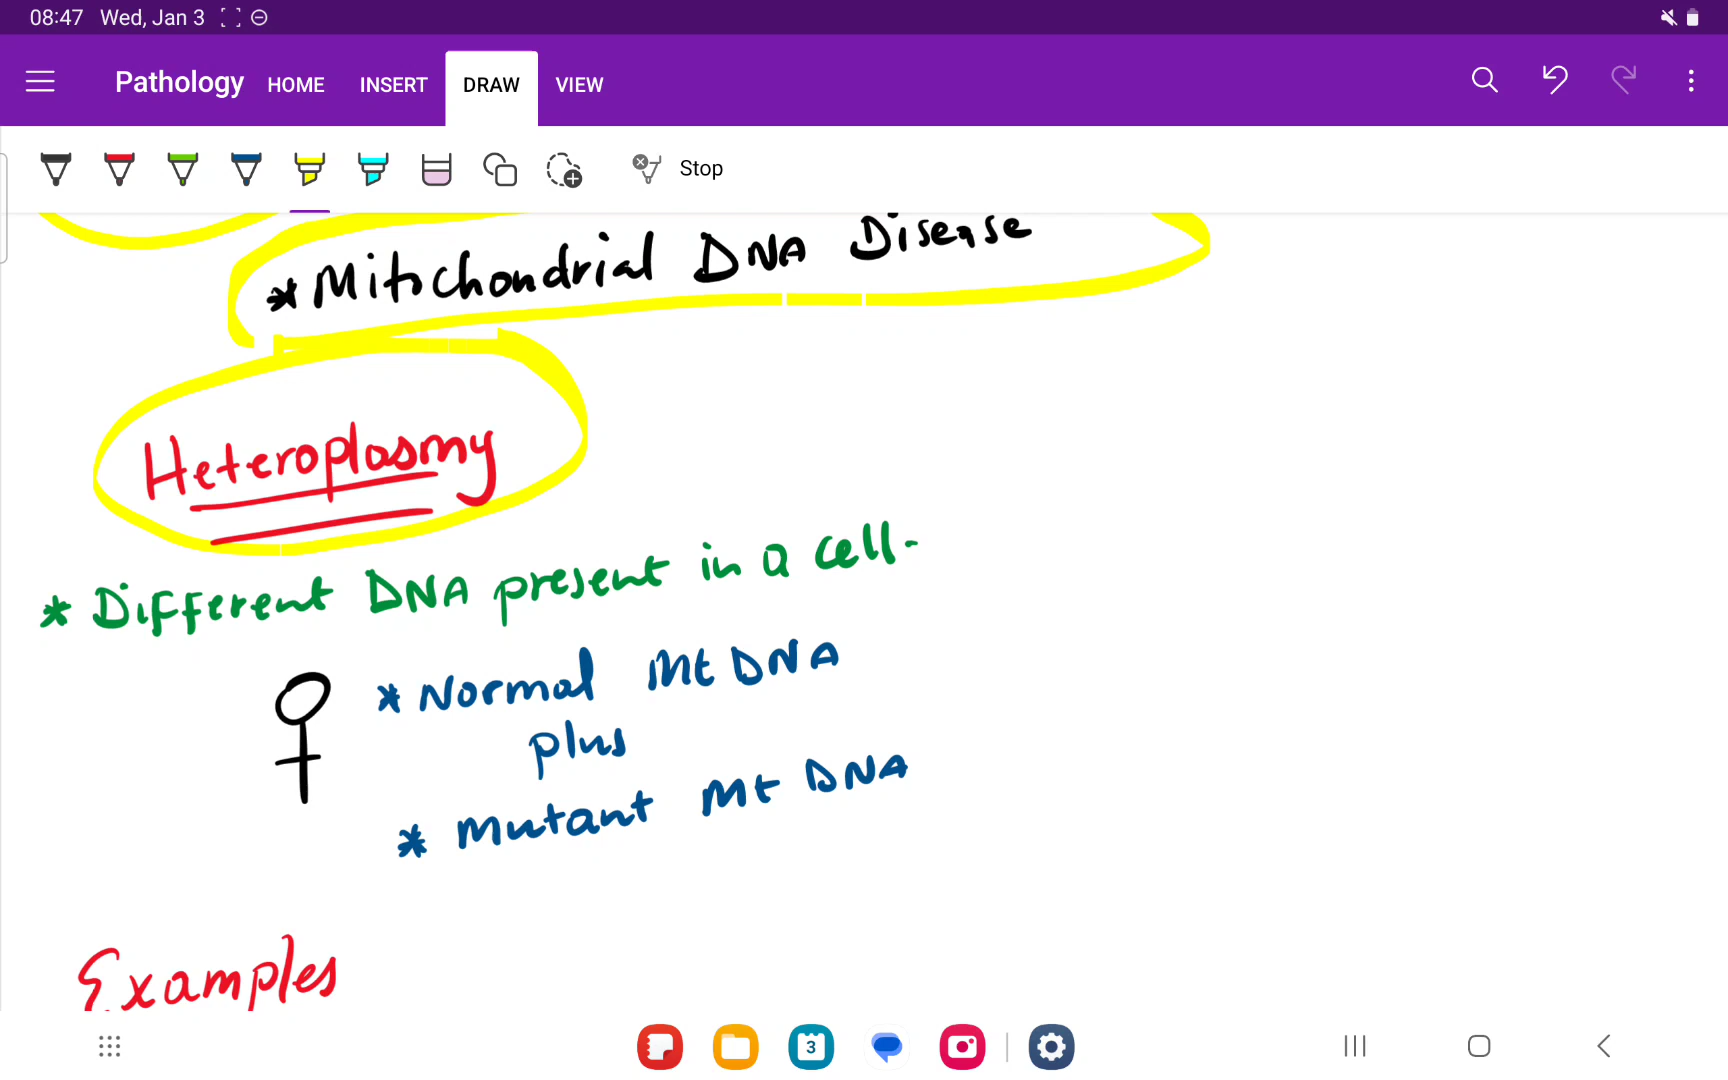 08:47 Wed, Jan 3
Pathology HOME INSERT DRAW VIEW
Stop
* Mitochondrial DNA Disease
Heteroplasmy
* Different DNA present in a cell.
* Normal Mt DNA
plus
* Mutant Mt DNA
Examples
3